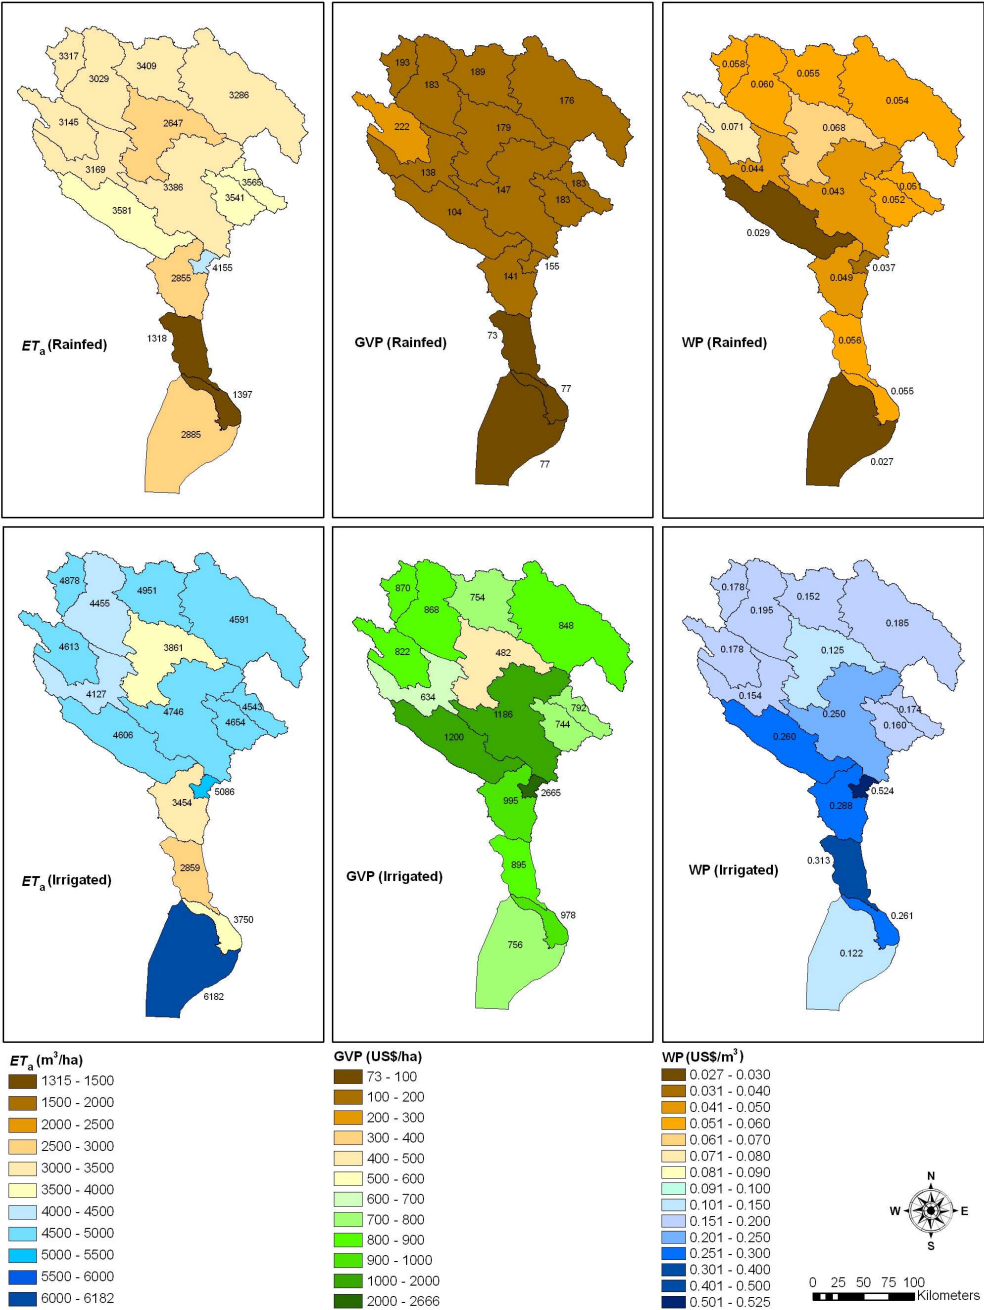 3317
3029
3409
3286
3145
2647
3169
3386
3565
3541
3581
4155
2855
ETa (Rainfed)
1318
1397
2885
193
183
189
176
222
179
138
147
183
183
104
155
141
GVP (Rainfed)
73
77
77
0.058
0.060
0.055
0.054
0.071
0.068
0.044
0.043
0.051
0.052
0.029
0.037
0.049
WP (Rainfed)
0.056
0.055
0.027
4878
4455
4951
4591
4613
3861
4127
4746
4543
4654
4606
5086
3454
2859
ETa (Irrigated)
3750
6182
870
868
754
848
822
482
634
1186
792
744
1200
2665
995
895
GVP (Irrigated)
978
756
0.178
0.195
0.152
0.185
0.178
0.125
0.154
0.250
0.174
0.160
0.260
0.524
0.288
0.313
WP (Irrigated)
0.261
0.122
ETa (m³/ha)
1315 - 1500
1500 - 2000
2000 - 2500
2500 - 3000
3000 - 3500
3500 - 4000
4000 - 4500
4500 - 5000
5000 - 5500
5500 - 6000
6000 - 6182
GVP (US$/ha)
73 - 100
100 - 200
200 - 300
300 - 400
400 - 500
500 - 600
600 - 700
700 - 800
800 - 900
900 - 1000
1000 - 2000
2000 - 2666
WP (US$/m³)
0.027 - 0.030
0.031 - 0.040
0.041 - 0.050
0.051 - 0.060
0.061 - 0.070
0.071 - 0.080
0.081 - 0.090
0.091 - 0.100
0.101 - 0.150
0.151 - 0.200
0.201 - 0.250
0.251 - 0.300
0.301 - 0.400
0.401 - 0.500
0.501 - 0.525
N
W E
S
0 25 50 75 100
Kilometers